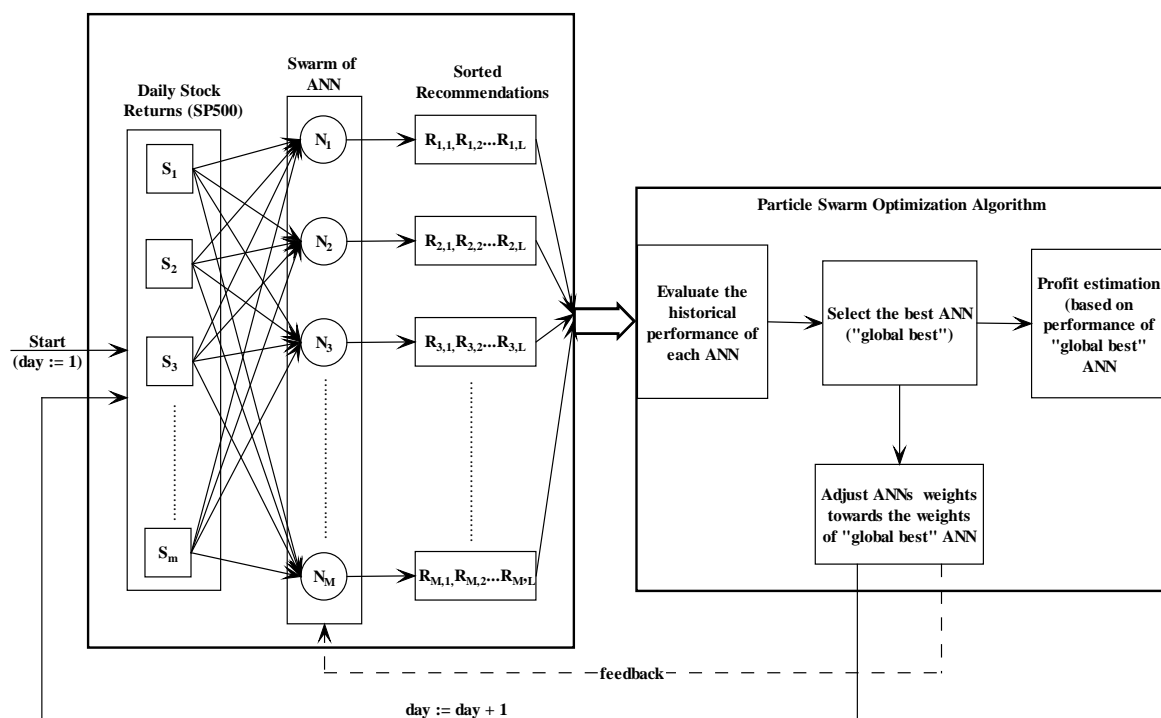 Start
(day := 1)
Daily Stock
Returns (SP500)
S1
S2
S3
Sm
Swarm of
ANN
N1
N2
N3
NM
Sorted
Recommendations
R1,1,R1,2...R1,L
R2,1,R2,2...R2,L
R3,1,R3,2...R3,L
RM,1,RM,2...RM,L
Particle Swarm Optimization Algorithm
Evaluate the
historical
performance of
each ANN
Select the best ANN
("global best")
Profit estimation
(based on
performance of
"global best"
ANN
Adjust ANNs weights
towards the weights
of "global best" ANN
feedback
day := day + 1